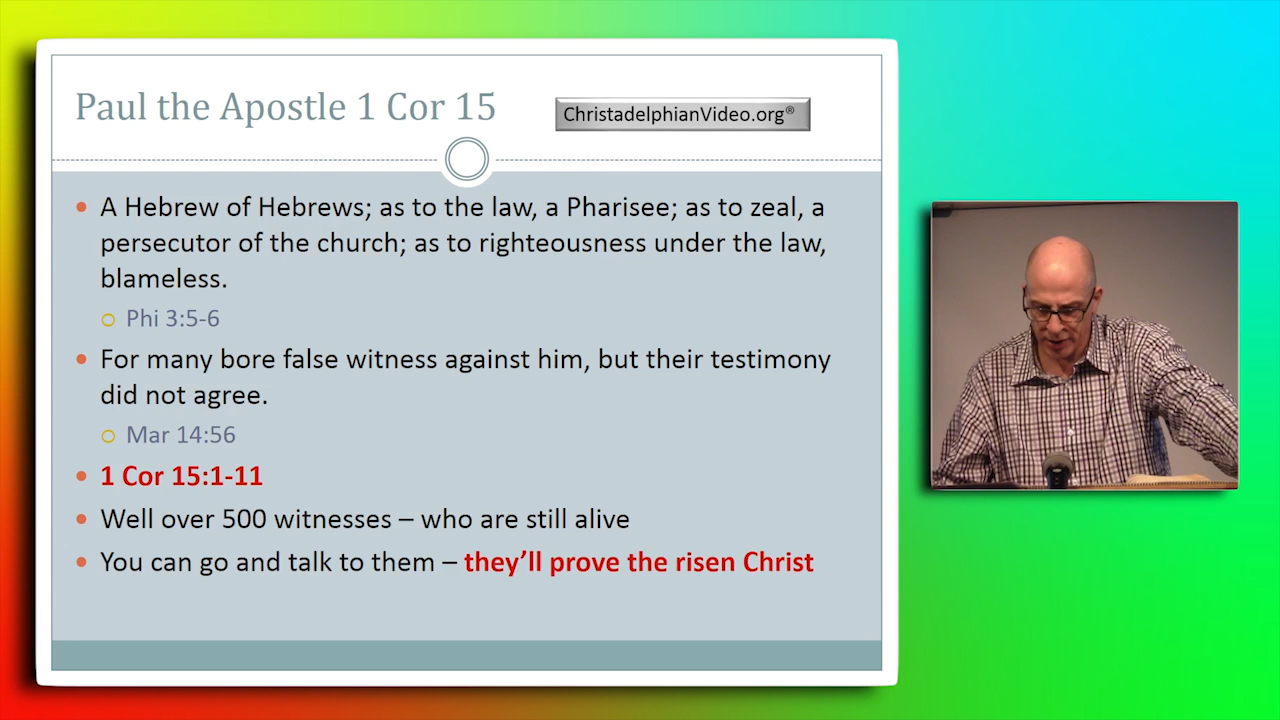 Paul the Apostle 1 Cor 15
ChristadelphianVideo.org®
A Hebrew of Hebrews; as to the law, a Pharisee; as to zeal, a
persecutor of the church; as to righteousness under the law,
blameless.
Phi 3:5-6
For many bore false witness against him, but their testimony
did not agree.
Mar 14:56
1 Cor 15:1-11
Well over 500 witnesses – who are still alive
You can go and talk to them – they’ll prove the risen Christ